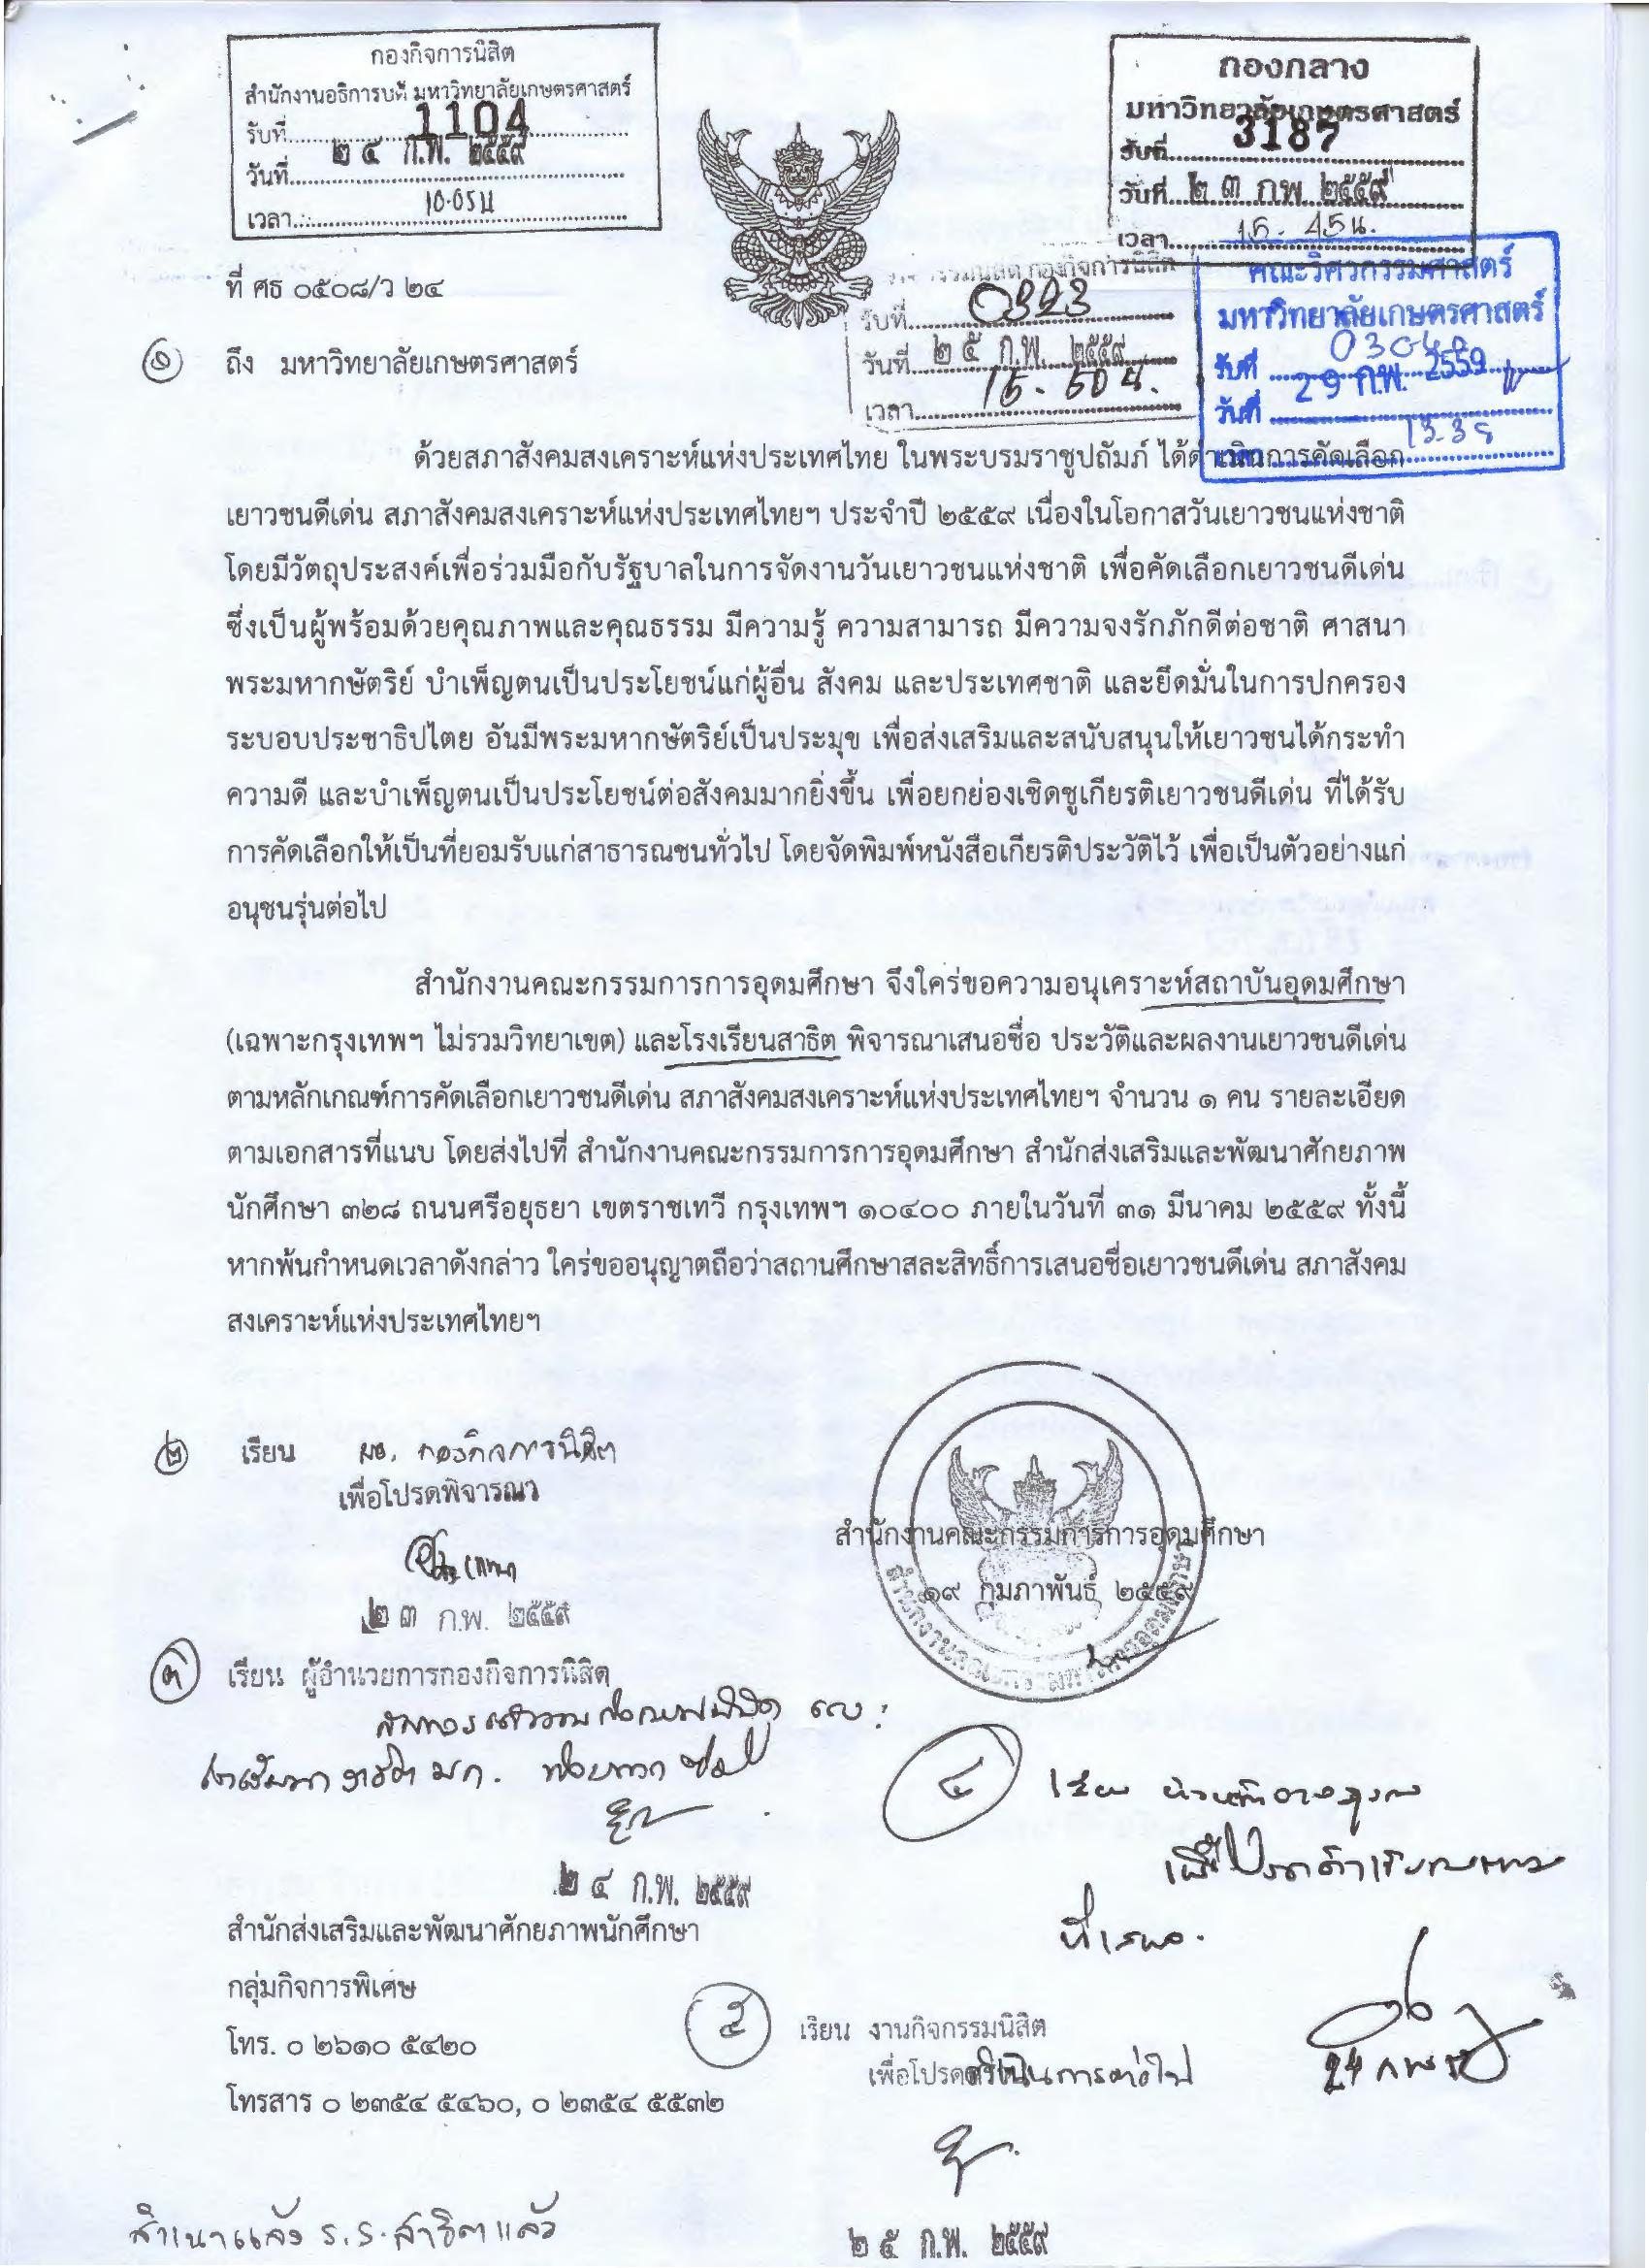 กองกิจการนิสิต
สำนักงานอธิการบดี มหาวิทยาลัยเกษตรศาสตร์
รับที่ 1104
วันที่ ๒๔ ก.พ. ๒๕๕๙
เวลา 10.05 น
กองกลาง
มหาวิทยาลัยเกษตรศาสตร์
รับที่ 3187
วันที่ ๒๓ กพ ๒๕๕๙
เวลา 15.45 น.
กองกิจการนิสิต
รับที่ 0323
วันที่ ๒๕ ก.พ. ๒๕๕๙
เวลา
คณะวิศวกรรมศาสตร์
มหาวิทยาลัยเกษตรศาสตร์
รับที่
วันที่ 29 ก.พ. 2559
ที่ ศธ ๐๕๐๘/ว ๒๔
๑ ถึง มหาวิทยาลัยเกษตรศาสตร์
ด้วยสภาสังคมสงเคราะห์แห่งประเทศไทย ในพระบรมราชูปถัมภ์ ได้ดำเนินการคัดเลือก
เยาวชนดีเด่น สภาสังคมสงเคราะห์แห่งประเทศไทยฯ ประจำปี ๒๕๕๙ เนื่องในโอกาสวันเยาวชนแห่งชาติ
โดยมีวัตถุประสงค์เพื่อร่วมมือกับรัฐบาลในการจัดงานวันเยาวชนแห่งชาติ เพื่อคัดเลือกเยาวชนดีเด่น
ซึ่งเป็นผู้พร้อมด้วยคุณภาพและคุณธรรม มีความรู้ ความสามารถ มีความจงรักภักดีต่อชาติ ศาสนา
พระมหากษัตริย์ บำเพ็ญตนเป็นประโยชน์แก่ผู้อื่น สังคม และประเทศชาติ และยึดมั่นในการปกครอง
ระบอบประชาธิปไตย อันมีพระมหากษัตริย์เป็นประมุข เพื่อส่งเสริมและสนับสนุนให้เยาวชนได้กระทำ
ความดี และบำเพ็ญตนเป็นประโยชน์ต่อสังคมมากยิ่งขึ้น เพื่อยกย่องเชิดชูเกียรติเยาวชนดีเด่น ที่ได้รับ
การคัดเลือกให้เป็นที่ยอมรับแก่สาธารณชนทั่วไป โดยจัดพิมพ์หนังสือเกียรติประวัติไว้ เพื่อเป็นตัวอย่างแก่
อนุชนรุ่นต่อไป
สำนักงานคณะกรรมการการอุดมศึกษา จึงใคร่ขอความอนุเคราะห์สถาบันอุดมศึกษา
(เฉพาะกรุงเทพฯ ไม่รวมวิทยาเขต) และโรงเรียนสาธิต พิจารณาเสนอชื่อ ประวัติและผลงานเยาวชนดีเด่น
ตามหลักเกณฑ์การคัดเลือกเยาวชนดีเด่น สภาสังคมสงเคราะห์แห่งประเทศไทยฯ จำนวน ๑ คน รายละเอียด
ตามเอกสารที่แนบ โดยส่งไปที่ สำนักงานคณะกรรมการการอุดมศึกษา สำนักส่งเสริมและพัฒนาศักยภาพ
นักศึกษา ๓๒๘ ถนนศรีอยุธยา เขตราชเทวี กรุงเทพฯ ๑๐๔๐๐ ภายในวันที่ ๓๑ มีนาคม ๒๕๕๙ ทั้งนี้
หากพ้นกำหนดเวลาดังกล่าว ใคร่ขออนุญาตถือว่าสถานศึกษาสละสิทธิ์การเสนอชื่อเยาวชนดีเด่น สภาสังคม
สงเคราะห์แห่งประเทศไทยฯ
๒ เรียน ผอ. กองกิจการนิสิต
เพื่อโปรดพิจารณา
๒๓ ก.พ. ๒๕๕๙
สำนักงานคณะกรรมการการอุดมศึกษา
๑๙ กุมภาพันธ์ ๒๕๕๙
๓ เรียน ผู้อำนวยการกองกิจการนิสิต
๒๔ ก.พ. ๒๕๕๙
๔ เรียน
ที่เสนอ.
สำนักส่งเสริมและพัฒนาศักยภาพนักศึกษา
กลุ่มกิจการพิเศษ
โทร. ๐ ๒๖๑๐ ๕๔๒๐
โทรสาร ๐ ๒๓๕๔ ๕๔๖๐, ๐ ๒๓๕๔ ๕๕๓๒
๕ เรียน งานกิจกรรมนิสิต
เพื่อโปรดดำเนินการต่อไป
๒๕ ก.พ. ๒๕๕๙
สำเนาแจ้ง ร.ร.สาธิตแล้ว